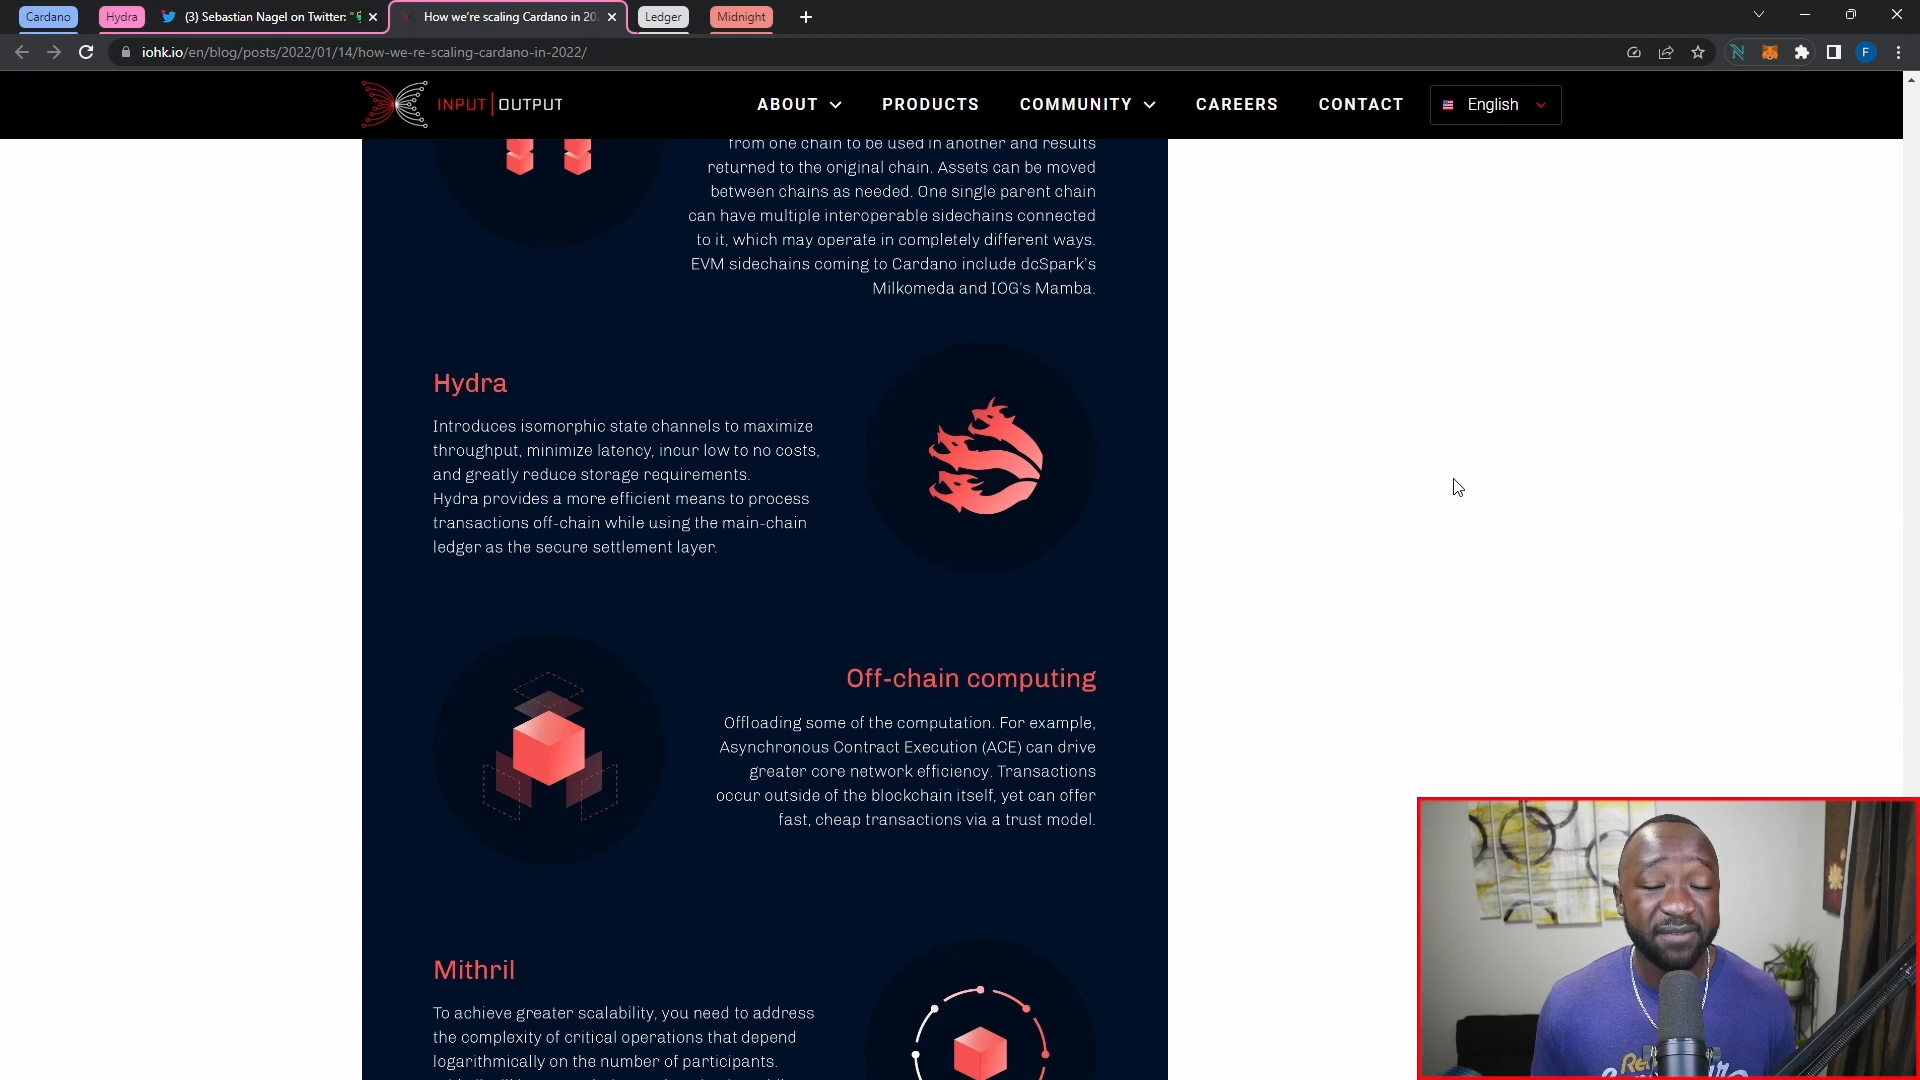 Cardano
Hydra
(3) Sebastian Nagel on Twitter: "
How we're scaling Cardano in 20
Ledger
Midnight
iohk.io/en/blog/posts/2022/01/14/how-we-re-scaling-cardano-in-2022/
F
INPUT | OUTPUT
ABOUT
PRODUCTS
COMMUNITY
CAREERS
CONTACT
English
from one chain to be used in another and results
returned to the original chain. Assets can be moved
between chains as needed. One single parent chain
can have multiple interoperable sidechains connected
to it, which may operate in completely different ways.
EVM sidechains coming to Cardano include dcSpark's
Milkomeda and IOG's Mamba.
Hydra
Introduces isomorphic state channels to maximize
throughput, minimize latency, incur low to no costs,
and greatly reduce storage requirements.
Hydra provides a more efficient means to process
transactions off-chain while using the main-chain
ledger as the secure settlement layer.
Off-chain computing
Offloading some of the computation. For example,
Asynchronous Contract Execution (ACE) can drive
greater core network efficiency. Transactions
occur outside of the blockchain itself, yet can offer
fast, cheap transactions via a trust model.
Mithril
To achieve greater scalability, you need to address
the complexity of critical operations that depend
logarithmically on the number of participants.